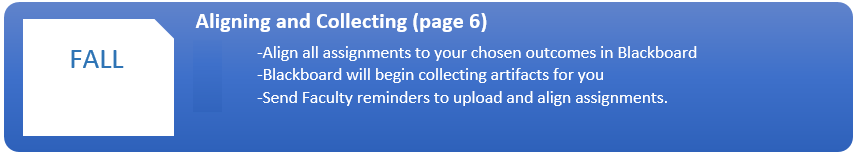 FALL
Aligning and Collecting (page 6)
-Align all assignments to your chosen outcomes in Blackboard
-Blackboard will begin collecting artifacts for you
-Send Faculty reminders to upload and align assignments.